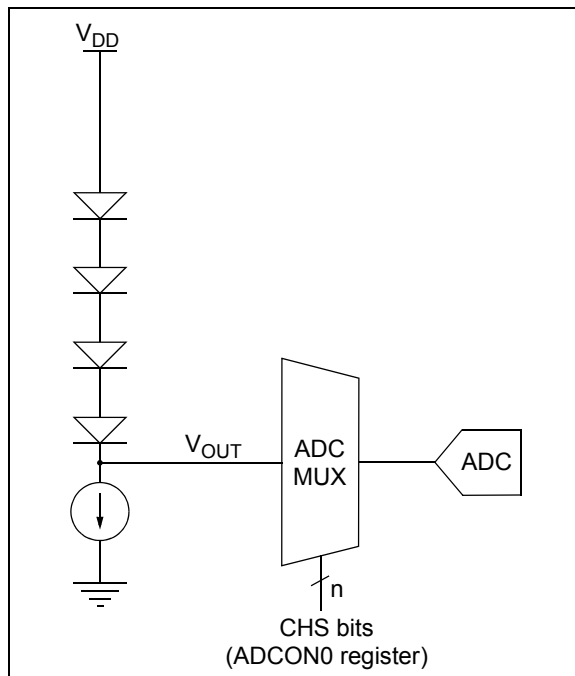 VDD
VOUT
ADC
MUX
ADC
n
CHS bits
(ADCON0 register)